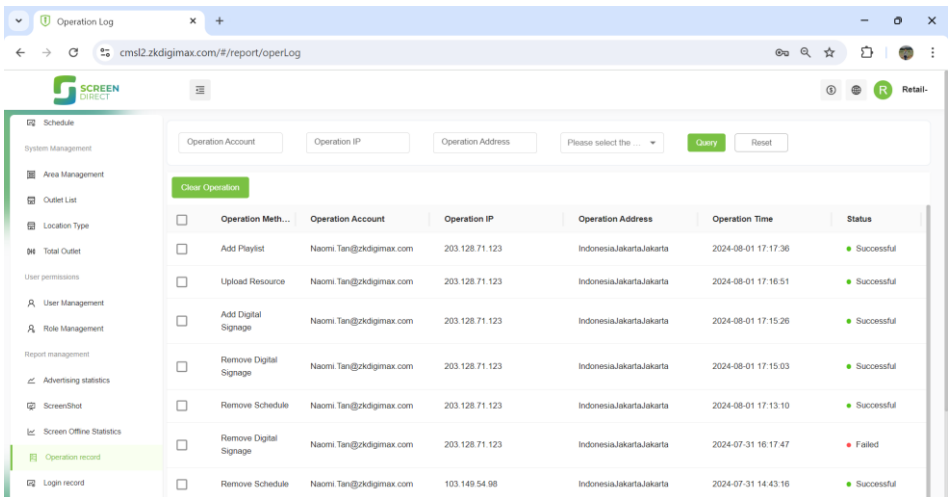 Operation Log
cmsl2.zkdigimax.com/#/report/operLog
SCREEN
DIRECT
R
Retail-
Schedule
System Management
Area Management
Outlet List
Location Type
Total Outlet
User permissions
User Management
Role Management
Report management
Advertising statistics
ScreenShot
Screen Offline Statistics
Operation record
Login record
Operation Account Operation IP Operation Address Please select the ... Query Reset
Clear Operation
Operation Meth... Operation Account Operation IP Operation Address Operation Time Status
Add Playlist Naomi.Tan@zkdigimax.com 203.128.71.123 IndonesiaJakartaJakarta 2024-08-01 17:17:36 Successful
Upload Resource Naomi.Tan@zkdigimax.com 203.128.71.123 IndonesiaJakartaJakarta 2024-08-01 17:16:51 Successful
Add Digital
Signage Naomi.Tan@zkdigimax.com 203.128.71.123 IndonesiaJakartaJakarta 2024-08-01 17:15:26 Successful
Remove Digital
Signage Naomi.Tan@zkdigimax.com 203.128.71.123 IndonesiaJakartaJakarta 2024-08-01 17:15:03 Successful
Remove Schedule Naomi.Tan@zkdigimax.com 203.128.71.123 IndonesiaJakartaJakarta 2024-08-01 17:13:10 Successful
Remove Digital
Signage Naomi.Tan@zkdigimax.com 203.128.71.123 IndonesiaJakartaJakarta 2024-07-31 16:17:47 Failed
Remove Schedule Naomi.Tan@zkdigimax.com 103.149.54.98 IndonesiaJakartaJakarta 2024-07-31 14:43:16 Successful